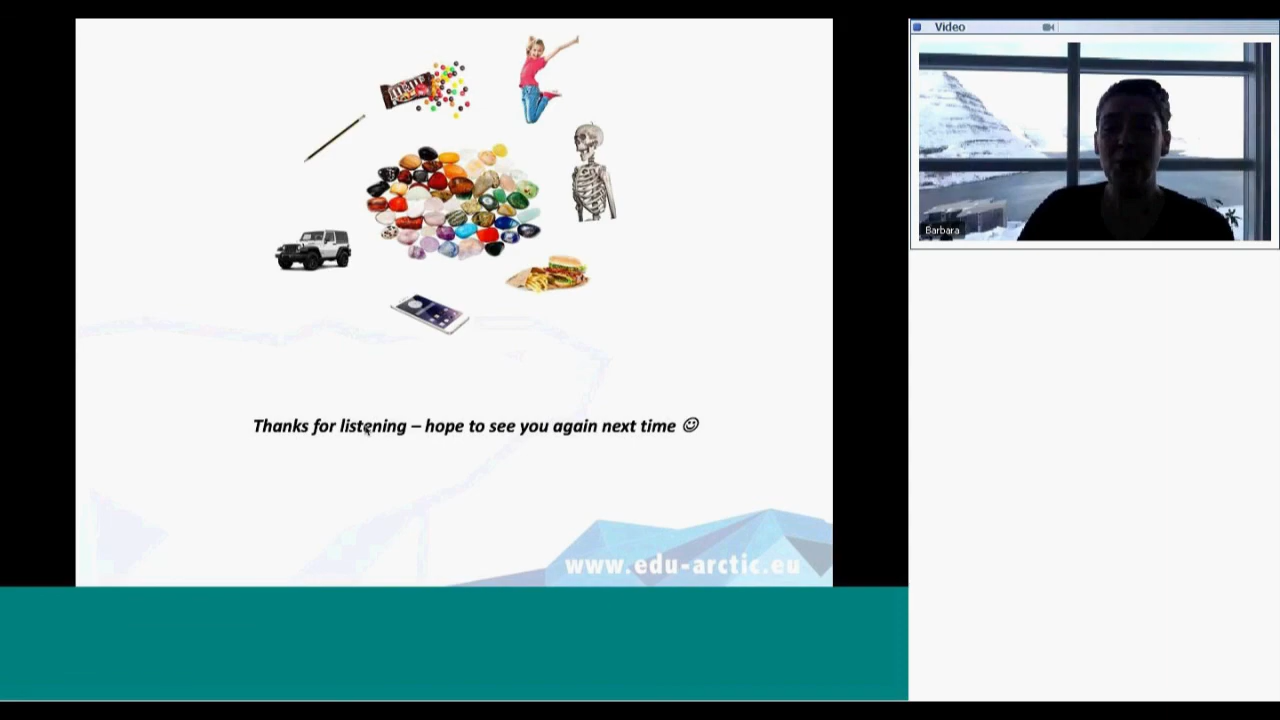 Video
m&m's
Barbara
Thanks for listening – hope to see you again next time ☺
www.edu-arctic.eu